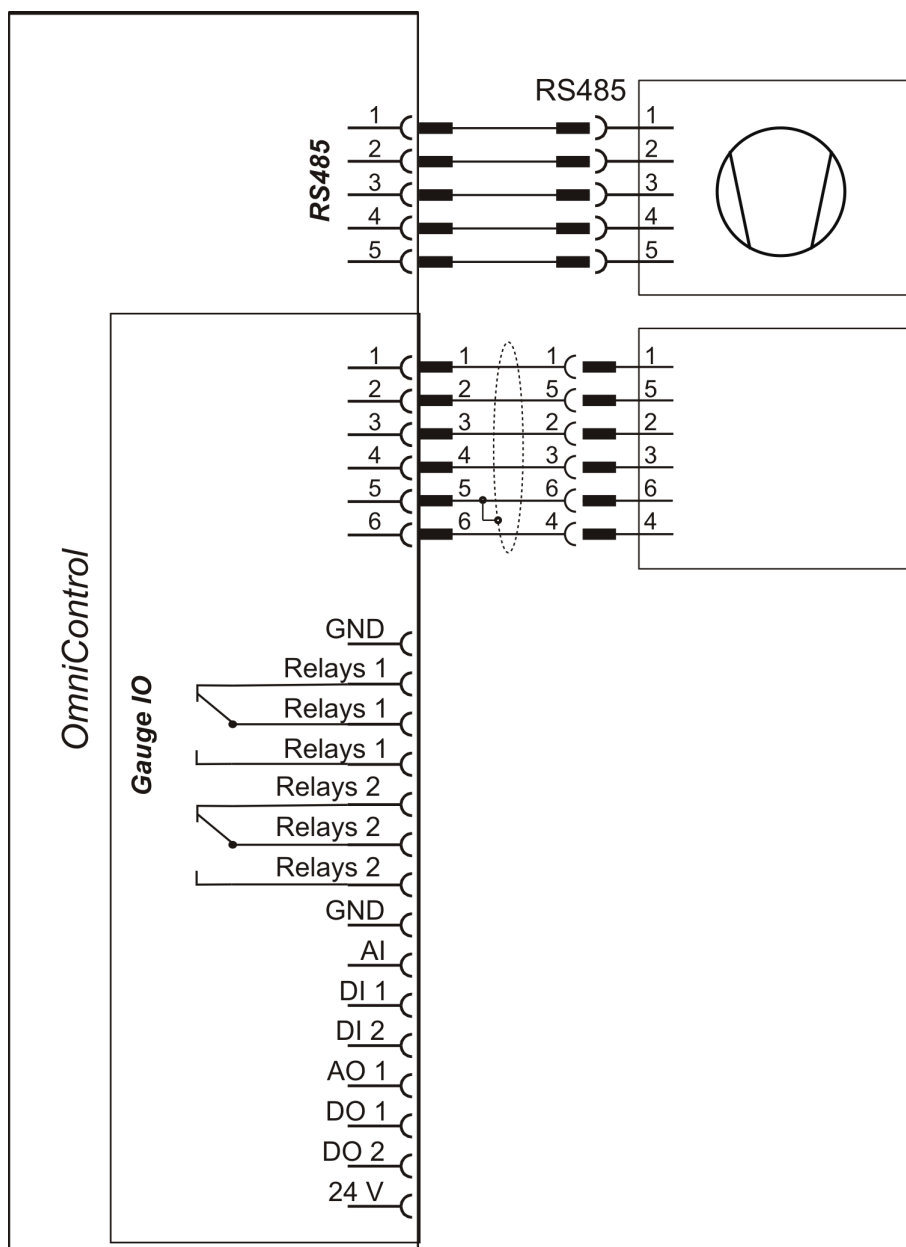 RS485
1 1
2 2
RS485
3 3
4 4
5 5
1 1 1 1
2 2 5 5
3 3 2 2
4 4 3 3
5 5 6 6
6 6 4 4
OmniControl
Gauge IO
GND
Relays 1
Relays 1
Relays 1
Relays 2
Relays 2
Relays 2
GND
AI
DI 1
DI 2
AO 1
DO 1
DO 2
24 V